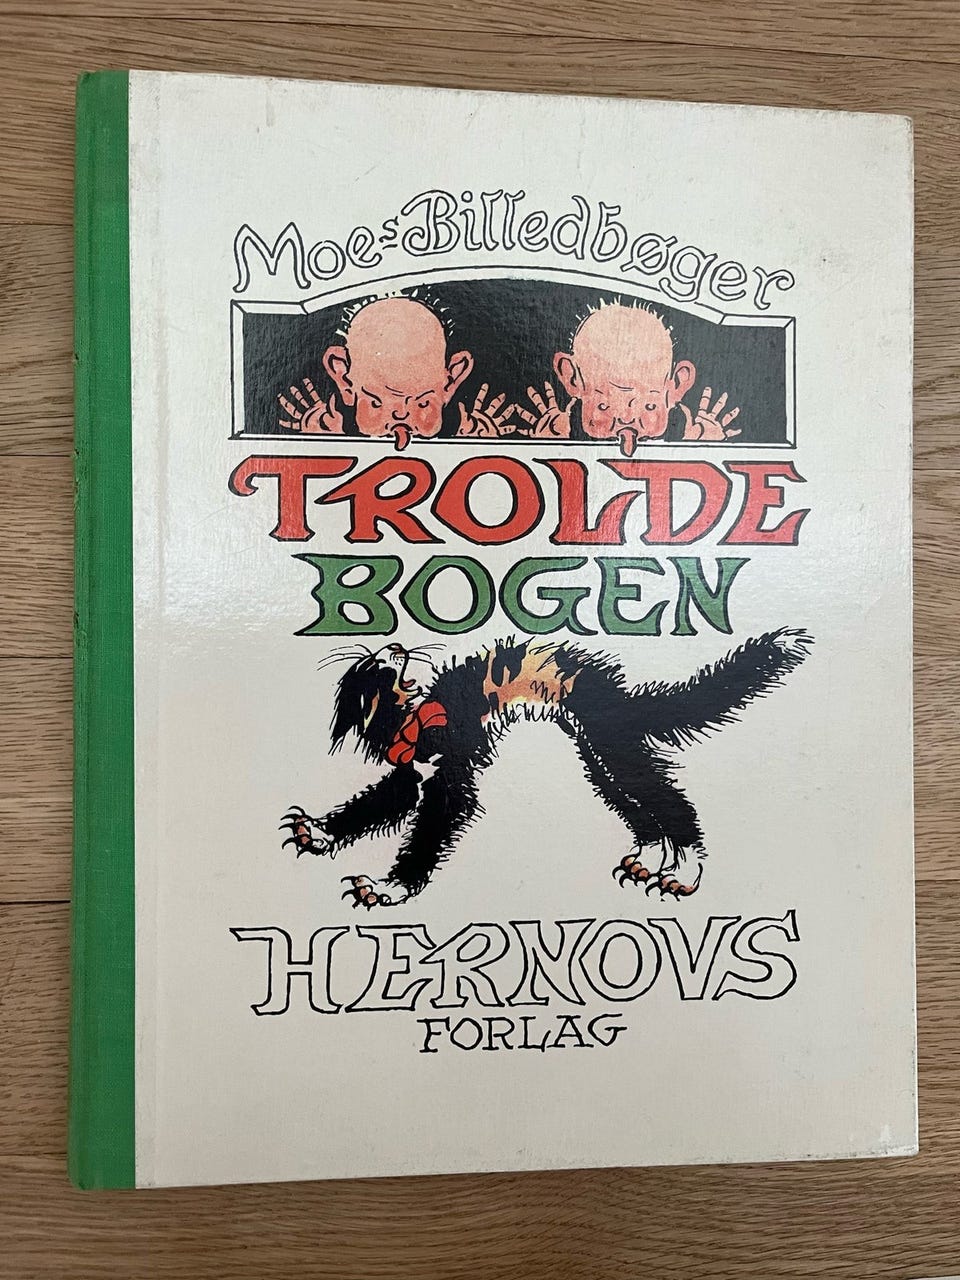 Moes Billedbøger
TROLDE
BOGEN
HERNOVS
FORLAG